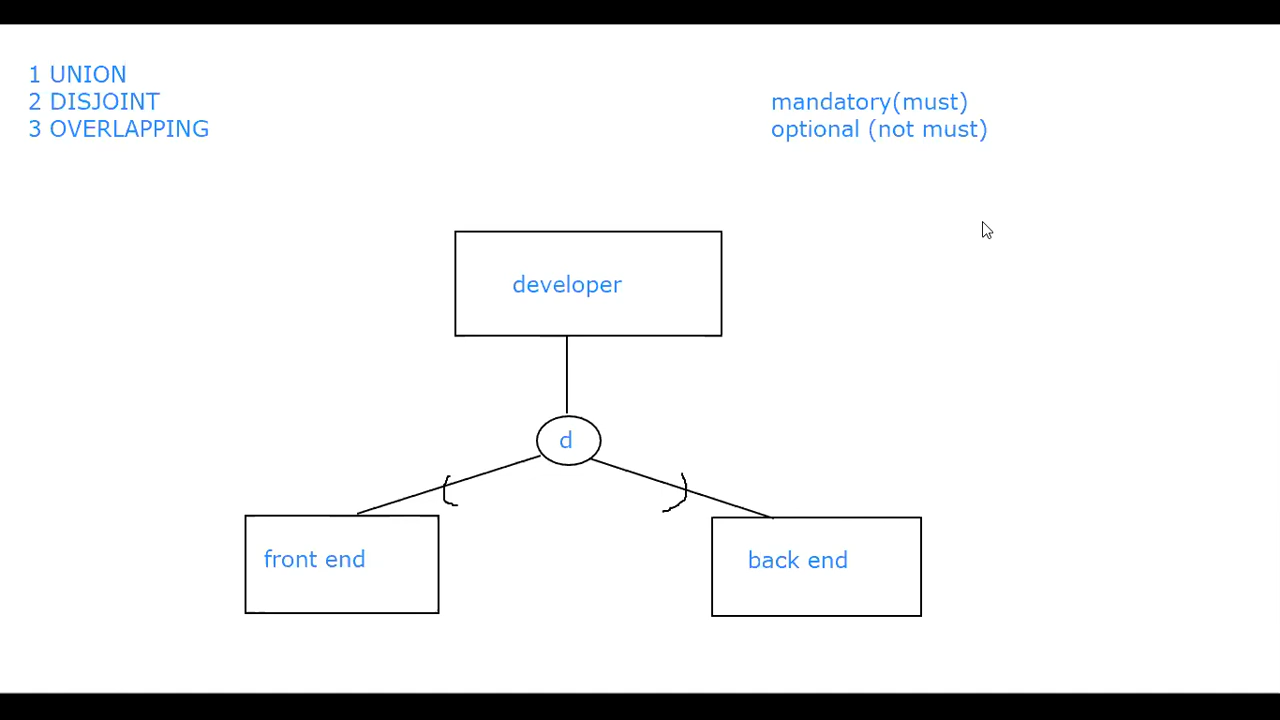 1 UNION
2 DISJOINT
3 OVERLAPPING
mandatory(must)
optional (not must)
developer
d
front end
back end